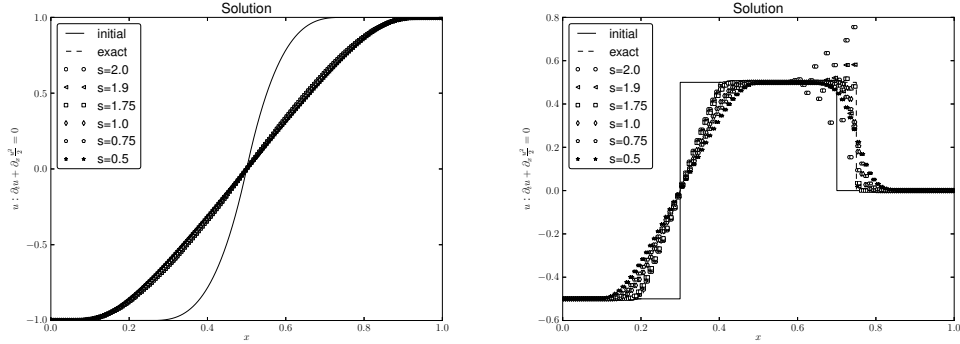 Solution
initial
exact
s=2.0
s=1.9
s=1.75
s=1.0
s=0.75
s=0.5
1.0
0.5
0.0
−0.5
−1.0
0.0 0.2 0.4 0.6 0.8 1.0
x
u : ∂ₜu + ∂ₓ u²/2 = 0
Solution
initial
exact
s=2.0
s=1.9
s=1.75
s=1.0
s=0.75
s=0.5
0.8
0.6
0.4
0.2
0.0
−0.2
−0.4
−0.6
0.0 0.2 0.4 0.6 0.8 1.0
x
u : ∂ₜu + ∂ₓ u²/2 = 0